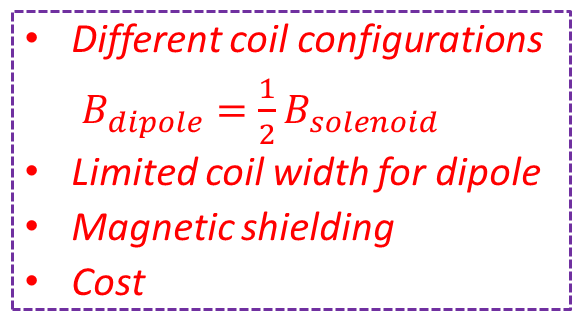 • Different coil configurations
B_dipole = 1/2 B_solenoid
• Limited coil width for dipole
• Magnetic shielding
• Cost